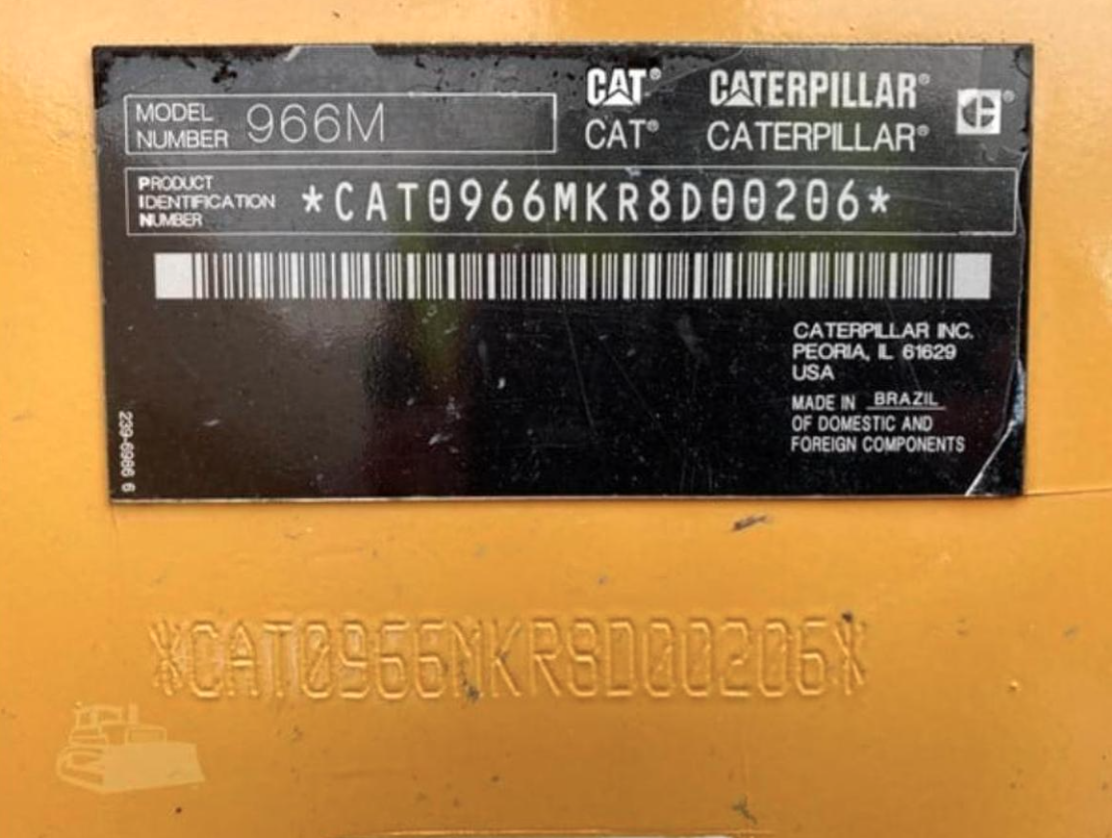 MODEL NUMBER 966M
CAT® CATERPILLAR®
CAT® CATERPILLAR®
PRODUCT IDENTIFICATION NUMBER *CAT0966MKR8D00206*
CATERPILLAR INC.
PEORIA, IL 61629
USA
MADE IN BRAZIL
OF DOMESTIC AND
FOREIGN COMPONENTS
239-6986 6
*CAT0966MKR8D00206*